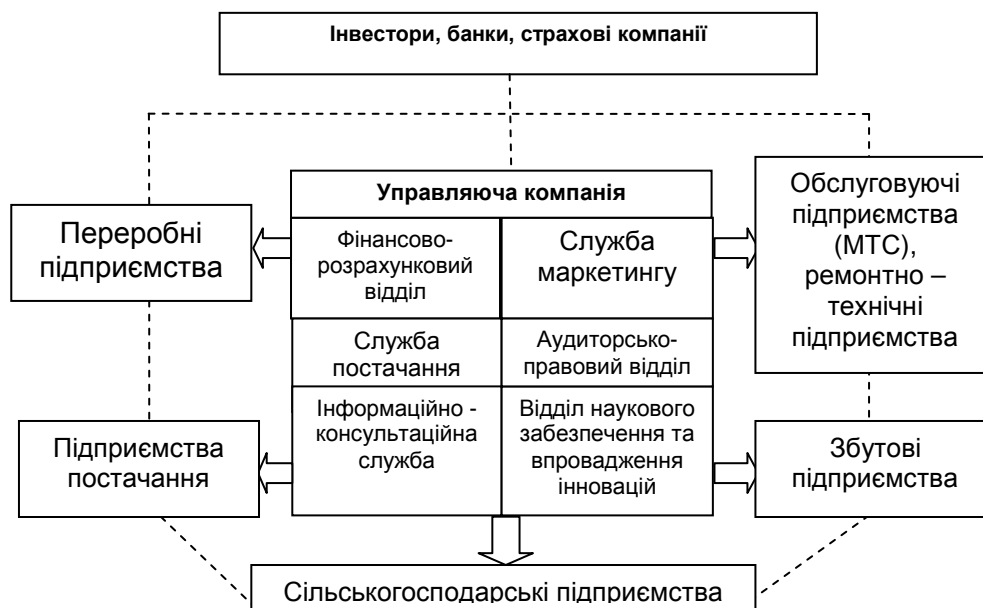 Інвестори, банки, страхові компанії
Управляюча компанія
Переробні
підприємства
Фінансово-
розрахунковий
відділ
Служба
маркетингу
Обслуговуючі
підприємства
(МТС),
ремонтно –
технічні
підприємства
Служба
постачання
Аудиторсько-
правовий відділ
Підприємства
постачання
Інформаційно -
консультаційна
служба
Відділ наукового
забезпечення та
впровадження
інновацій
Збутові
підприємства
Сільськогосподарські підприємства